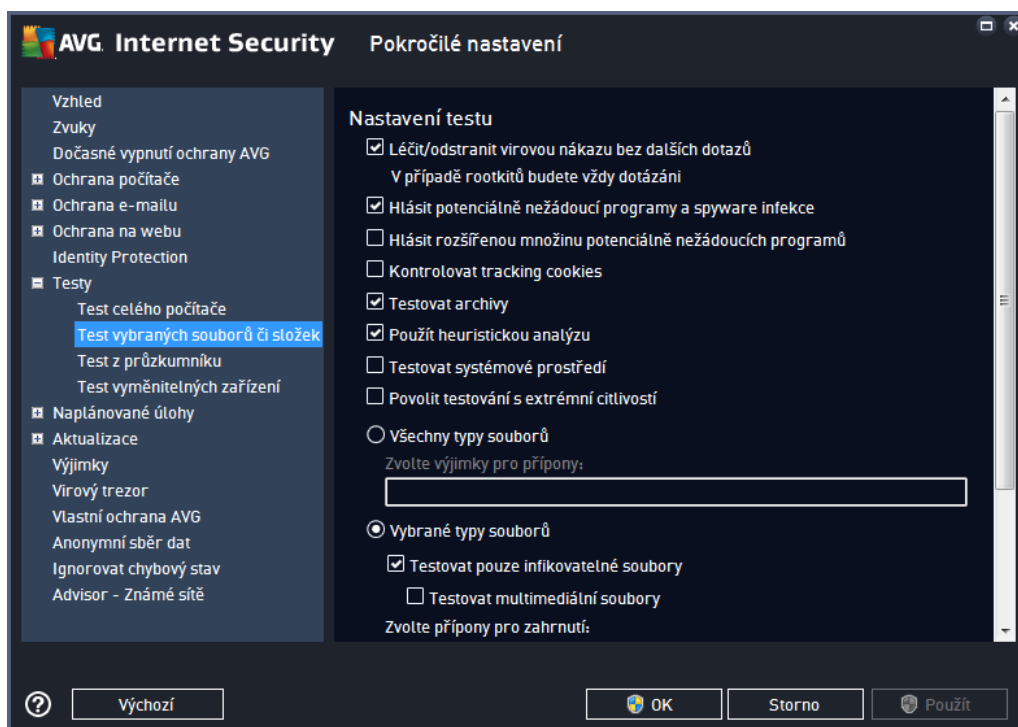 AVG. Internet Security Pokročilé nastavení
Vzhled
Zvuky
Dočasné vypnutí ochrany AVG
Ochrana počítače
Ochrana e-mailu
Ochrana na webu
Identity Protection
Testy
Test celého počítače
Test vybraných souborů či složek
Test z průzkumníku
Test vyměnitelných zařízení
Naplánované úlohy
Aktualizace
Výjimky
Virový trezor
Vlastní ochrana AVG
Anonymní sběr dat
Ignorovat chybový stav
Advisor - Známé sítě
Nastavení testu
Léčit/odstranit virovou nákazu bez dalších dotazů
V případě rootkitů budete vždy dotázáni
Hlásit potenciálně nežádoucí programy a spyware infekce
Hlásit rozšířenou množinu potenciálně nežádoucích programů
Kontrolovat tracking cookies
Testovat archivy
Použít heuristickou analýzu
Testovat systémové prostředí
Povolit testování s extrémní citlivostí
Všechny typy souborů
Zvolte výjimky pro přípony:
Vybrané typy souborů
Testovat pouze infikovatelné soubory
Testovat multimediální soubory
Zvolte přípony pro zahrnutí:
? Výchozí OK Storno Použít